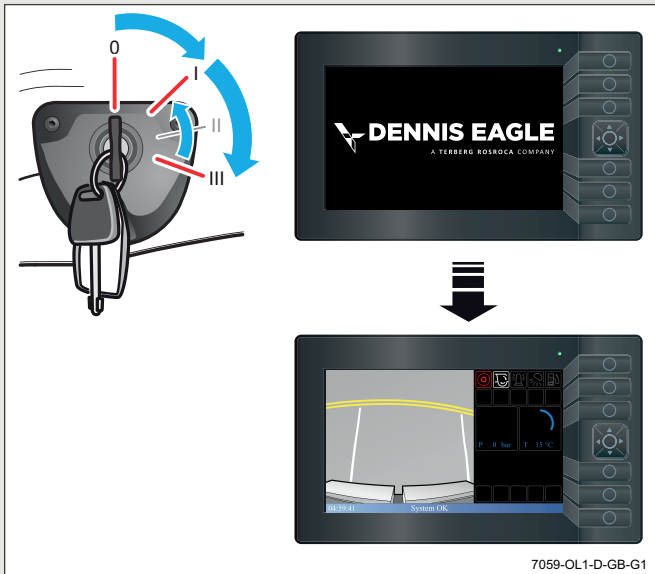 0
I
II
III
DENNIS EAGLE
A TERBERG ROSROCA COMPANY
P 0 bar T 15 °C
04:59:41 System OK
7059-OL1-D-GB-G1